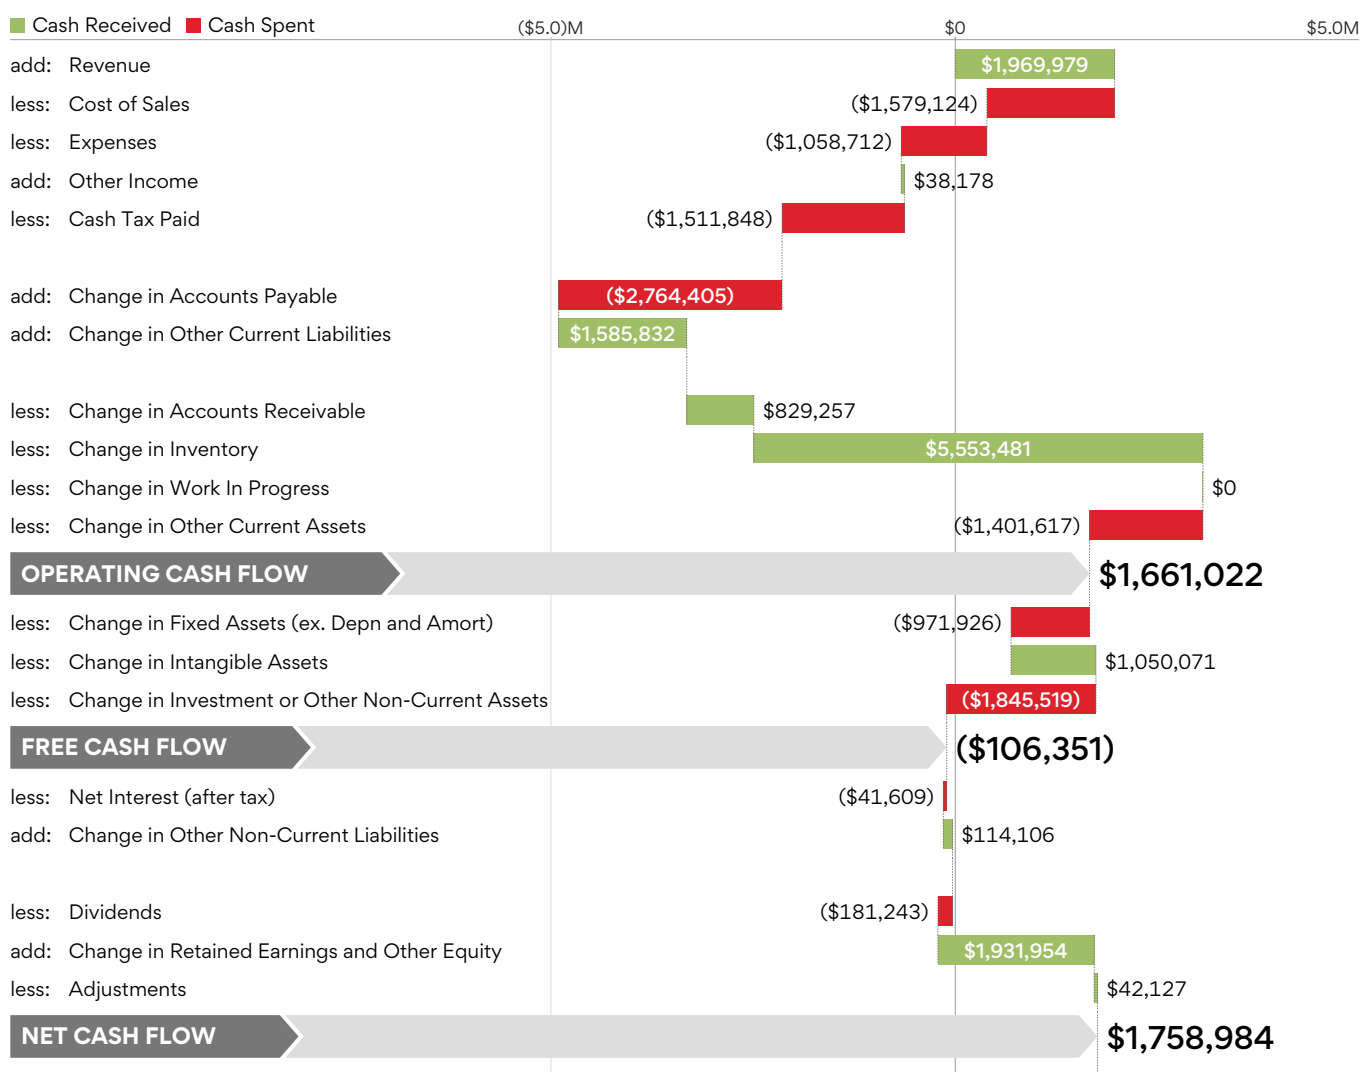 Cash Received Cash Spent ($5.0)M $0 $5.0M
add: Revenue $1,969,979
less: Cost of Sales ($1,579,124)
less: Expenses ($1,058,712)
add: Other Income $38,178
less: Cash Tax Paid ($1,511,848)
add: Change in Accounts Payable ($2,764,405)
add: Change in Other Current Liabilities $1,585,832
less: Change in Accounts Receivable $829,257
less: Change in Inventory $5,553,481
less: Change in Work In Progress $0
less: Change in Other Current Assets ($1,401,617)
OPERATING CASH FLOW $1,661,022
less: Change in Fixed Assets (ex. Depn and Amort) ($971,926)
less: Change in Intangible Assets $1,050,071
less: Change in Investment or Other Non-Current Assets ($1,845,519)
FREE CASH FLOW ($106,351)
less: Net Interest (after tax) ($41,609)
add: Change in Other Non-Current Liabilities $114,106
less: Dividends ($181,243)
add: Change in Retained Earnings and Other Equity $1,931,954
less: Adjustments $42,127
NET CASH FLOW $1,758,984